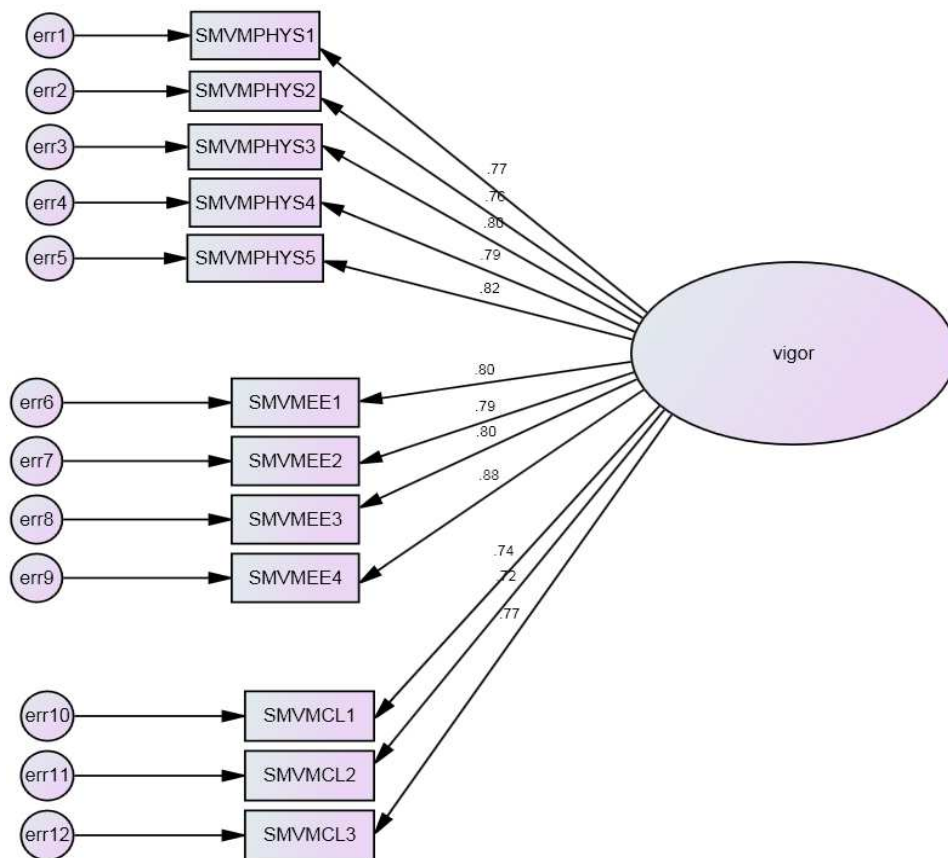 err1 SMVMPHYS1
err2 SMVMPHYS2
err3 SMVMPHYS3
err4 SMVMPHYS4
err5 SMVMPHYS5
.77
.76
.80
.79
.82
vigor
.80
.79
.80
.88
err6 SMVMEE1
err7 SMVMEE2
err8 SMVMEE3
err9 SMVMEE4
.74
.72
.77
err10 SMVMCL1
err11 SMVMCL2
err12 SMVMCL3